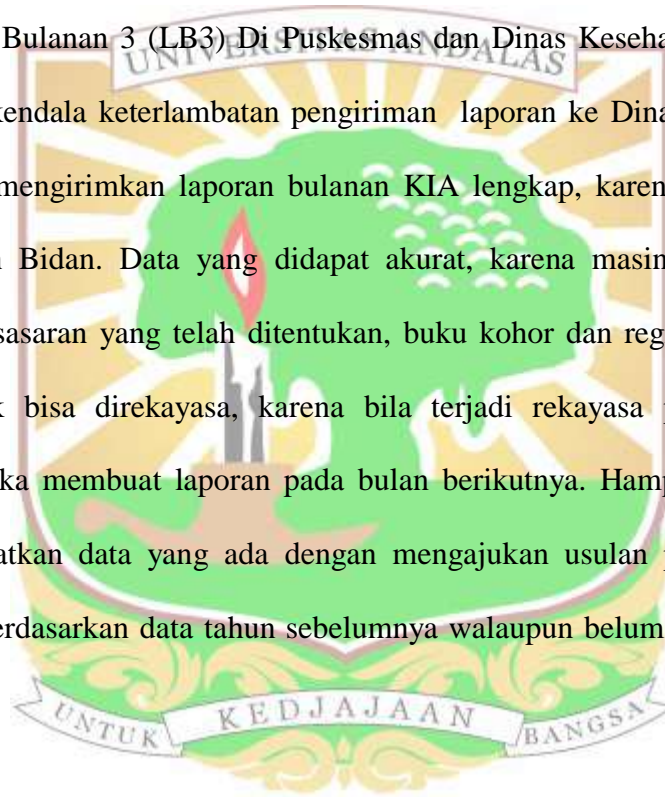 Bulanan 3 (LB3) Di Puskesmas dan Dinas Keseha
UNIVERSITAS ANDALAS
kendala keterlambatan pengiriman laporan ke Dina
mengirimkan laporan bulanan KIA lengkap, karen
Bidan. Data yang didapat akurat, karena masin
sasaran yang telah ditentukan, buku kohor dan reg
bisa direkayasa, karena bila terjadi rekayasa p
ka membuat laporan pada bulan berikutnya. Hamp
atkan data yang ada dengan mengajukan usulan p
erdasarkan data tahun sebelumnya walaupun belum
UNTUK KEDJAJAAN BANGSA